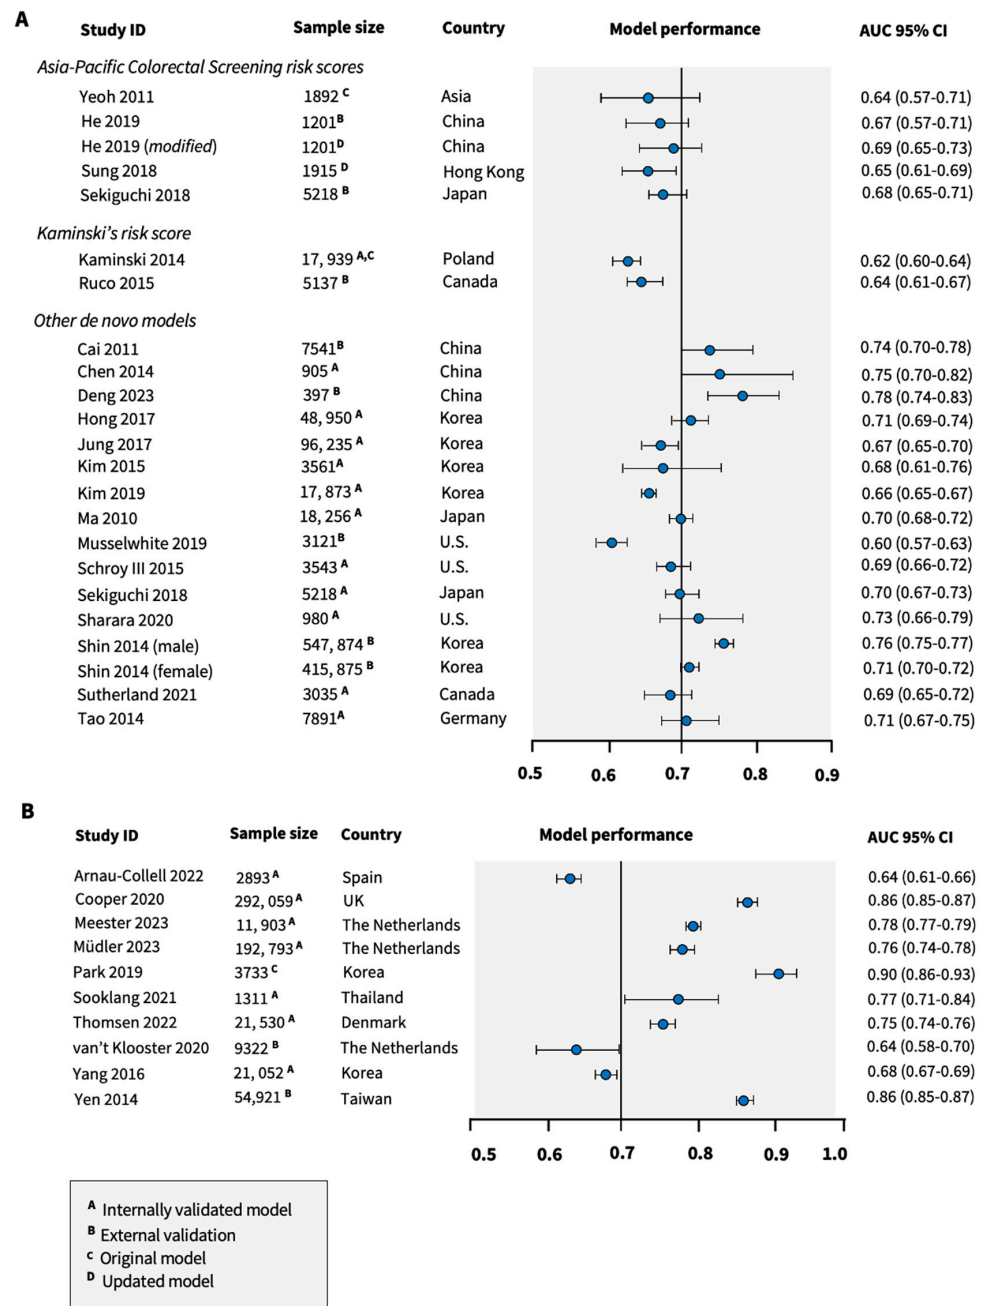 A
Study ID Sample size Country Model performance AUC 95% CI
Asia-Pacific Colorectal Screening risk scores
Yeoh 2011 1892 C Asia 0.64 (0.57-0.71)
He 2019 1201B China 0.67 (0.57-0.71)
He 2019 (modified) 1201D China 0.69 (0.65-0.73)
Sung 2018 1915 D Hong Kong 0.65 (0.61-0.69)
Sekiguchi 2018 5218 B Japan 0.68 (0.65-0.71)
Kaminski's risk score
Kaminski 2014 17, 939 A,C Poland 0.62 (0.60-0.64)
Ruco 2015 5137 B Canada 0.64 (0.61-0.67)
Other de novo models
Cai 2011 7541B China 0.74 (0.70-0.78)
Chen 2014 905 A China 0.75 (0.70-0.82)
Deng 2023 397 B China 0.78 (0.74-0.83)
Hong 2017 48, 950 A Korea 0.71 (0.69-0.74)
Jung 2017 96, 235 A Korea 0.67 (0.65-0.70)
Kim 2015 3561A Korea 0.68 (0.61-0.76)
Kim 2019 17, 873 A Korea 0.66 (0.65-0.67)
Ma 2010 18, 256 A Japan 0.70 (0.68-0.72)
Musselwhite 2019 3121B U.S. 0.60 (0.57-0.63)
Schroy III 2015 3543 A U.S. 0.69 (0.66-0.72)
Sekiguchi 2018 5218 A Japan 0.70 (0.67-0.73)
Sharara 2020 980 A U.S. 0.73 (0.66-0.79)
Shin 2014 (male) 547, 874 B Korea 0.76 (0.75-0.77)
Shin 2014 (female) 415, 875 B Korea 0.71 (0.70-0.72)
Sutherland 2021 3035 A Canada 0.69 (0.65-0.72)
Tao 2014 7891A Germany 0.71 (0.67-0.75)
0.5 0.6 0.7 0.8 0.9
B
Study ID Sample size Country Model performance AUC 95% CI
Arnau-Collell 2022 2893 A Spain 0.64 (0.61-0.66)
Cooper 2020 292, 059 A UK 0.86 (0.85-0.87)
Meester 2023 11, 903 A The Netherlands 0.78 (0.77-0.79)
Müdler 2023 192, 793 A The Netherlands 0.76 (0.74-0.78)
Park 2019 3733 C Korea 0.90 (0.86-0.93)
Sooklang 2021 1311 A Thailand 0.77 (0.71-0.84)
Thomsen 2022 21, 530 A Denmark 0.75 (0.74-0.76)
van't Klooster 2020 9322 B The Netherlands 0.64 (0.58-0.70)
Yang 2016 21, 052 A Korea 0.68 (0.67-0.69)
Yen 2014 54,921 B Taiwan 0.86 (0.85-0.87)
0.5 0.6 0.7 0.8 0.9 1.0
A Internally validated model
B External validation
C Original model
D Updated model